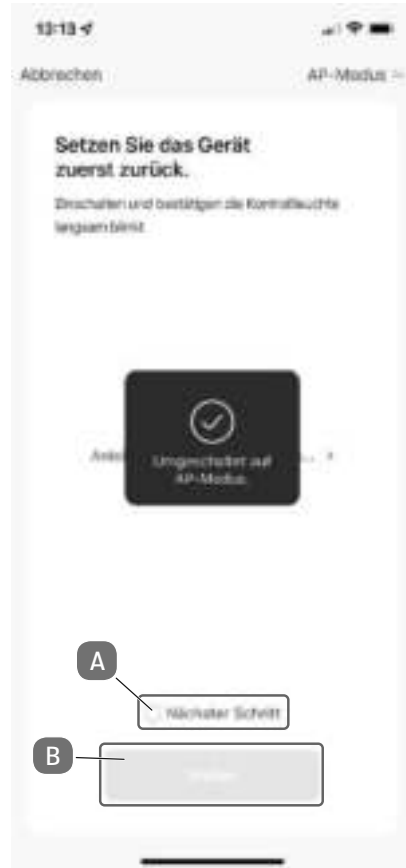 13:13
Abbrechen AP-Modus
Setzen Sie das Gerät
zuerst zurück.
Einschalten und bestätigen die Kontrollleuchte
langsam blinkt
Umgeschaltet auf
AP-Modus
A
Nächster Schritt
B